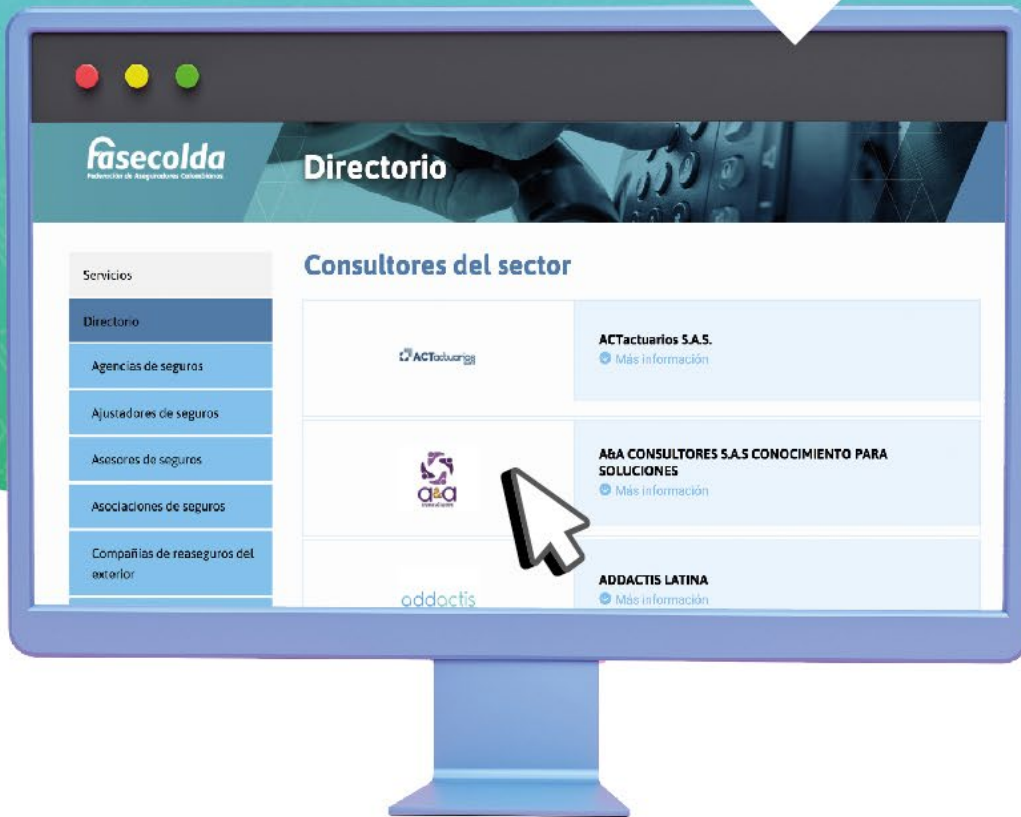 fasecolda
Federación de Aseguradores Colombianos
Directorio
Servicios
Directorio
Agencias de seguros
Ajustadores de seguros
Asesores de seguros
Asociaciones de seguros
Compañias de reaseguros del
exterior
Consultores del sector
ACTactuarios
ACTactuarios S.A.S.
Más información
a&a
A&A CONSULTORES S.A.S CONOCIMIENTO PARA
SOLUCIONES
Más información
addactis
ADDACTIS LATINA
Más información